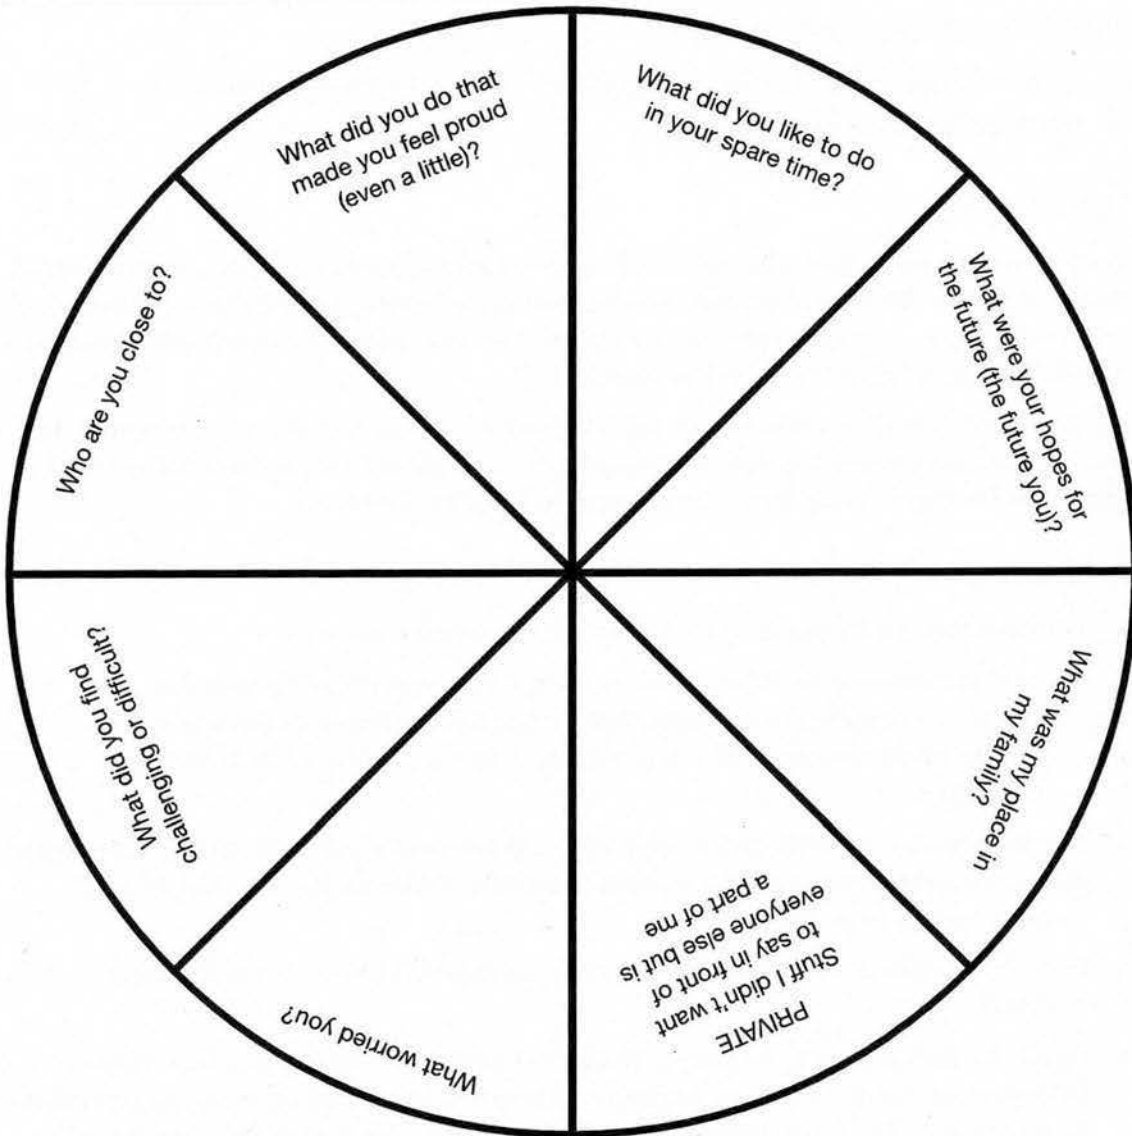 What did you like to do
in your spare time?
What were your hopes for
the future (the future you)?
What was my place in
my family?
PRIVATE
Stuff I didn't want
to say in front of
everyone else but is
a part of me
What worried you?
What did you find
challenging or difficult?
Who are you close to?
What did you do that
made you feel proud
(even a little)?